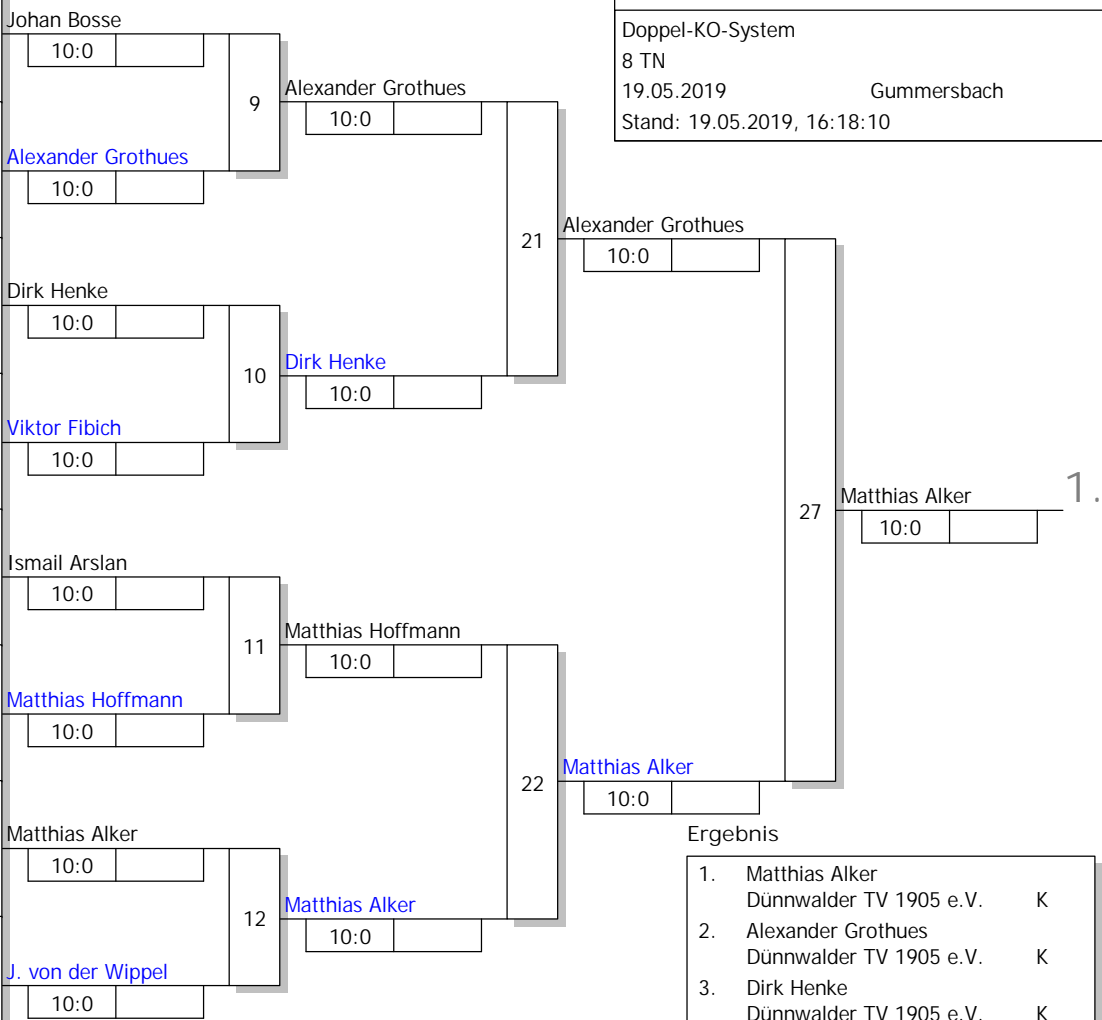 Doppel-KO-System
8 TN
19.05.2019 Gummersbach
Stand: 19.05.2019, 16:18:10
Johan Bosse
10:0
9
Alexander Grothues
10:0
Alexander Grothues
10:0
21
Alexander Grothues
10:0
Dirk Henke
10:0
10
Dirk Henke
10:0
Viktor Fibich
10:0
27
Matthias Alker
1.
10:0
Ismail Arslan
10:0
11
Matthias Hoffmann
10:0
Matthias Hoffmann
10:0
22
Matthias Alker
10:0
Matthias Alker
10:0
12
Matthias Alker
10:0
J. von der Wippel
10:0
Ergebnis
1. Matthias Alker
Dünnwalder TV 1905 e.V. K
2. Alexander Grothues
Dünnwalder TV 1905 e.V. K
3. Dirk Henke
Dünnwalder TV 1905 e.V. K